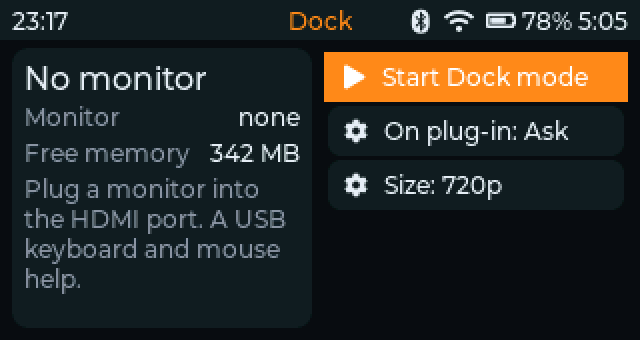 23:17 Dock 78% 5:05
No monitor
Monitor none
Free memory 342 MB
Plug a monitor into
the HDMI port. A USB
keyboard and mouse
help.
Start Dock mode
On plug-in: Ask
Size: 720p